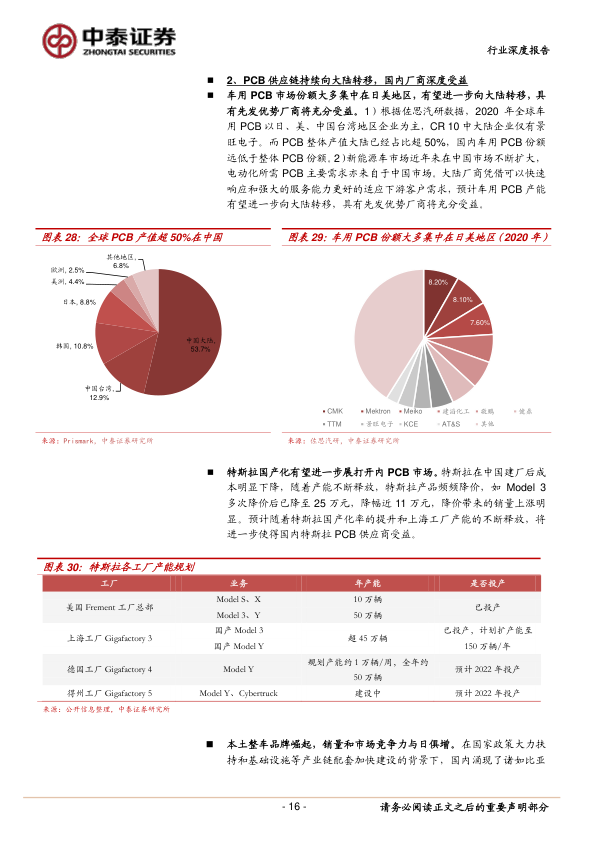 中泰证券
ZHONGTAI SECURITIES
行业深度报告
■ 2、PCB 供应链持续向大陆转移，国内厂商深度受益
■ 车用 PCB 市场份额大多集中在日美地区，有望进一步向大陆转移，具
有先发优势厂商将充分受益。1）根据佐思汽研数据，2020 年全球车
用 PCB 以日、美、中国台湾地区企业为主，CR 10 中大陆企业仅有景
旺电子。而 PCB 整体产值大陆已经占比超 50%，国内车用 PCB 份额
远低于整体 PCB 份额。2）新能源车市场近年来在中国市场不断扩大，
电动化所需 PCB 主要需求亦来自于中国市场。大陆厂商凭借可以快速
响应和强大的服务能力更好的适应下游客户需求，预计车用 PCB 产能
有望进一步向大陆转移，具有先发优势厂商将充分受益。
图表 28：全球 PCB 产值超 50%在中国
其他地区,
6.8%
欧洲, 2.5%
美洲, 4.4%
日本, 8.8%
韩国, 10.8%
中国台湾,
12.9%
中国大陆,
53.7%
来源：Prismark，中泰证券研究所
图表 29：车用 PCB 份额大多集中在日美地区（2020 年）
8.20%
8.10%
7.60%
CMK Mektron Meiko 建滔化工 敬鹏 健鼎
TTM 景旺电子 KCE AT&S 其他
来源：佐思汽研，中泰证券研究所
■ 特斯拉国产化有望进一步展打开内 PCB 市场。特斯拉在中国建厂后成
本明显下降，随着产能不断释放，特斯拉产品频频降价，如 Model 3
多次降价后已降至 25 万元，降幅近 11 万元，降价带来的销量上涨明
显。预计随着特斯拉国产化率的提升和上海工厂产能的不断释放，将
进一步使得国内特斯拉 PCB 供应商受益。
图表 30：特斯拉各工厂产能规划
工厂 业务 年产能 是否投产
美国 Frement 工厂总部 Model S、X 10 万辆 已投产
Model 3、Y 50 万辆
上海工厂 Gigafactory 3 国产 Model 3 超 45 万辆 已投产，计划扩产能至
国产 Model Y 150 万辆/年
德国工厂 Gigafactory 4 Model Y 规划产能约 1 万辆/周，全年约 预计 2022 年投产
50 万辆
得州工厂 Gigafactory 5 Model Y、Cybertruck 建设中 预计 2022 年投产
来源：公开信息整理，中泰证券研究所
■ 本土整车品牌崛起，销量和市场竞争力与日俱增。在国家政策大力扶
持和基础设施等产业链配套加快建设的背景下，国内涌现了诸如比亚
- 16 -
请务必阅读正文之后的重要声明部分